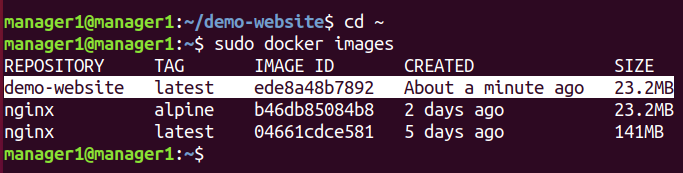 manager1@manager1:~/demo-website$ cd ~
manager1@manager1:~$ sudo docker images
REPOSITORY TAG IMAGE ID CREATED SIZE
demo-website latest ede8a48b7892 About a minute ago 23.2MB
nginx alpine b46db85084b8 2 days ago 23.2MB
nginx latest 04661cdce581 5 days ago 141MB
manager1@manager1:~$